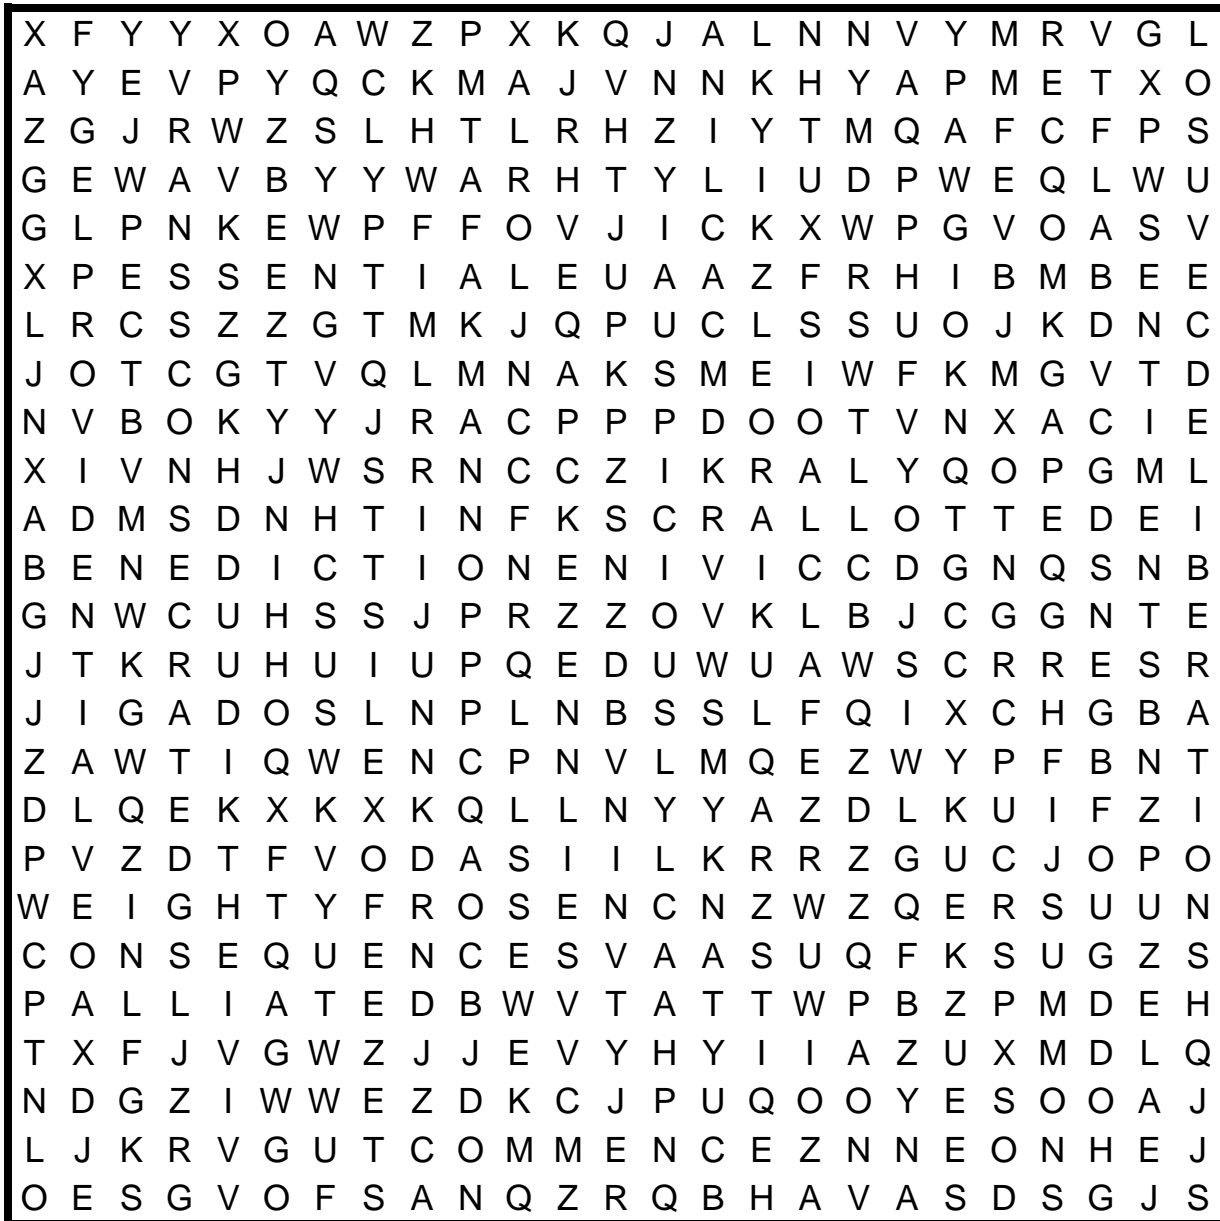 X F Y Y X O A W Z P X K Q J A L N N V Y M R V G L
A Y E V P Y Q C K M A J V N N K H Y A P M E T X O
Z G J R W Z S L H T L R H Z I Y T M Q A F C F P S
G E W A V B Y Y W A R H T Y L I U D P W E Q L W U
G L P N K E W P F F O V J I C K X W P G V O A S V
X P E S S E N T I A L E U A A Z F R H I B M B E E
L R C S Z Z G T M K J Q P U C L S S U O J K D N C
J O T C G T V Q L M N A K S M E I W F K M G V T D
N V B O K Y Y J R A C P P P D O O T V N X A C I E
X I V N H J W S R N C C Z I K R A L Y Q O P G M L
A D M S D N H T I N F K S C R A L L O T T E D E I
B E N E D I C T I O N E N I V I C C D G N Q S N B
G N W C U H S S J P R Z Z O V K L B J C G G N T E
J T K R U H U I U P Q E D U W U A W S C R R E S R
J I G A D O S L N P L N B S S L F Q I X C H G B A
Z A W T I Q W E N C P N V L M Q E Z W Y P F B N T
D L Q E K X K X K Q L L N Y Y A Z D L K U I F Z I
P V Z D T F V O D A S I I L K R R Z G U C J O P O
W E I G H T Y F R O S E N C N Z W Z Q E R S U U N
C O N S E Q U E N C E S V A A S U Q F K S U G Z S
P A L L I A T E D B W V T A T T W P B Z P M D E H
T X F J V G W Z J J E V Y H Y I I A Z U X M D L Q
N D G Z I W W E Z D K C J P U Q O O Y E S O O A J
L J K R V G U T C O M M E N C E Z N N E O N H E J
O E S G V O F S A N Q Z R Q B H A V A S D S G J S